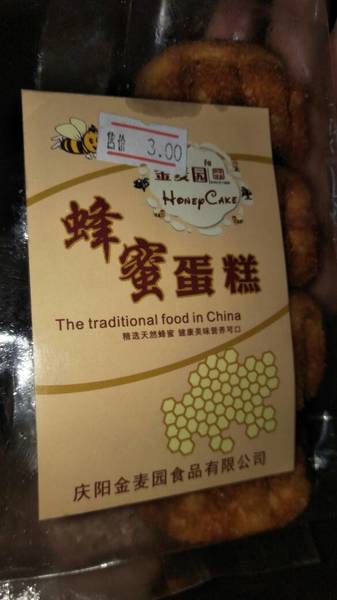 售价 3.00
金麦园
HONEY CAKE
蜂蜜蛋糕
The traditional food in China
精选天然蜂蜜 健康美味营养可口
庆阳金麦园食品有限公司